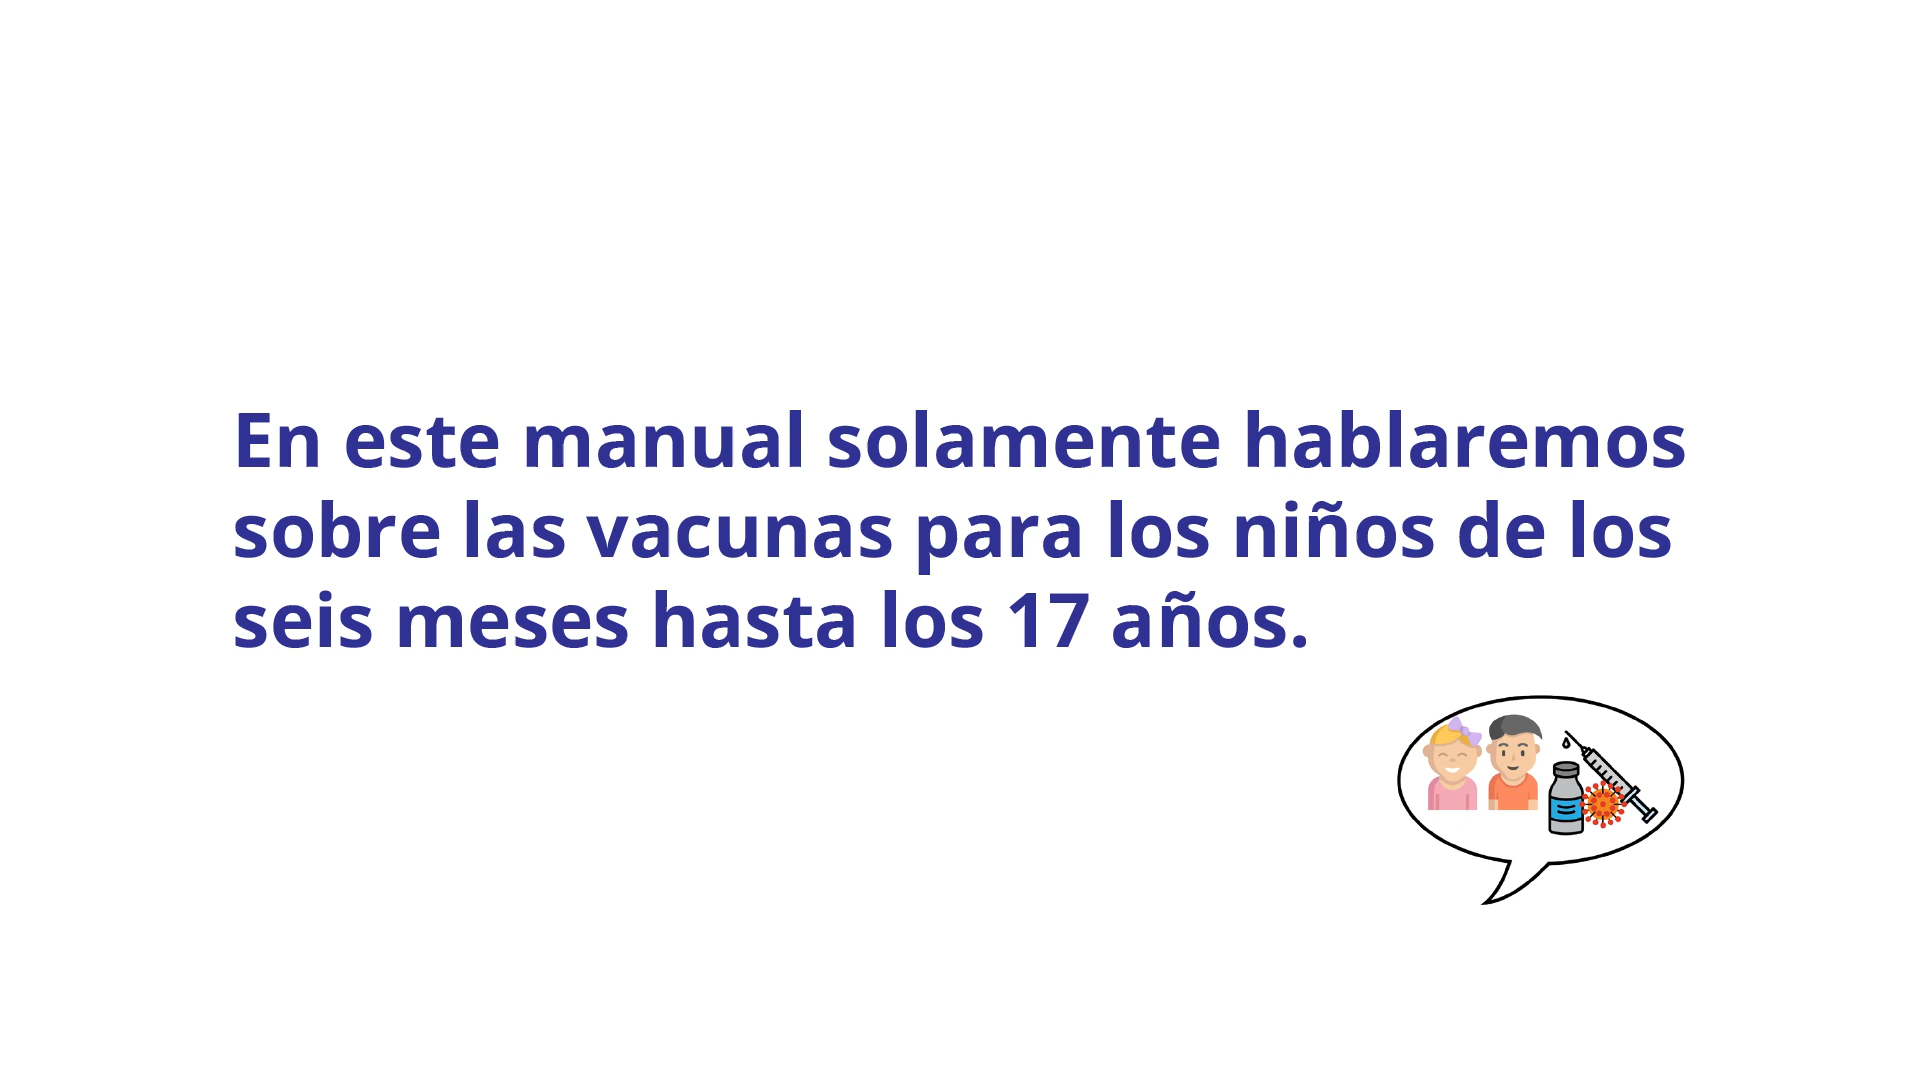 En este manual solamente hablaremos
sobre las vacunas para los niños de los
seis meses hasta los 17 años.